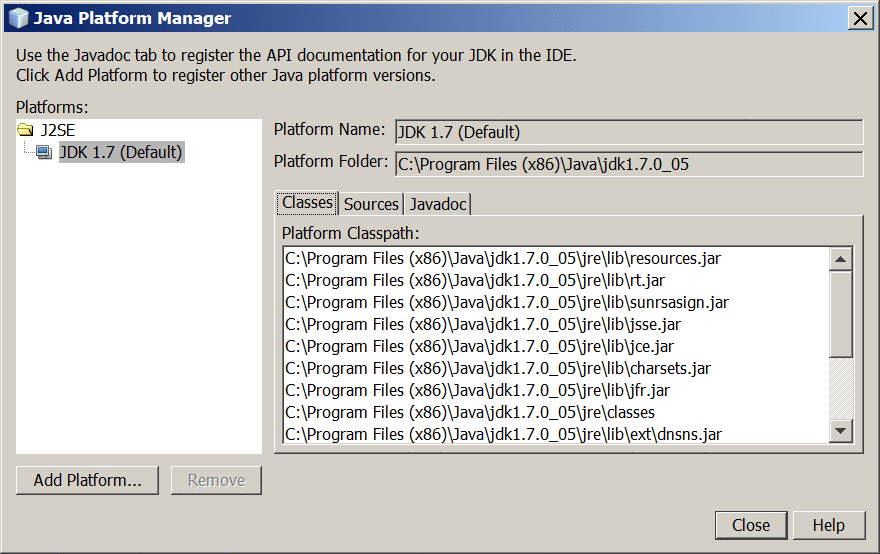 Java Platform Manager
Use the Javadoc tab to register the API documentation for your JDK in the IDE.
Click Add Platform to register other Java platform versions.
Platforms:
J2SE
JDK 1.7 (Default)
Platform Name: JDK 1.7 (Default)
Platform Folder: C:\Program Files (x86)\Java\jdk1.7.0_05
Classes Sources Javadoc
Platform Classpath:
C:\Program Files (x86)\Java\jdk1.7.0_05\jre\lib\resources.jar
C:\Program Files (x86)\Java\jdk1.7.0_05\jre\lib\rt.jar
C:\Program Files (x86)\Java\jdk1.7.0_05\jre\lib\sunrsasign.jar
C:\Program Files (x86)\Java\jdk1.7.0_05\jre\lib\jsse.jar
C:\Program Files (x86)\Java\jdk1.7.0_05\jre\lib\jce.jar
C:\Program Files (x86)\Java\jdk1.7.0_05\jre\lib\charsets.jar
C:\Program Files (x86)\Java\jdk1.7.0_05\jre\lib\jfr.jar
C:\Program Files (x86)\Java\jdk1.7.0_05\jre\classes
C:\Program Files (x86)\Java\jdk1.7.0_05\jre\lib\ext\dnsns.jar
Add Platform... Remove
Close Help